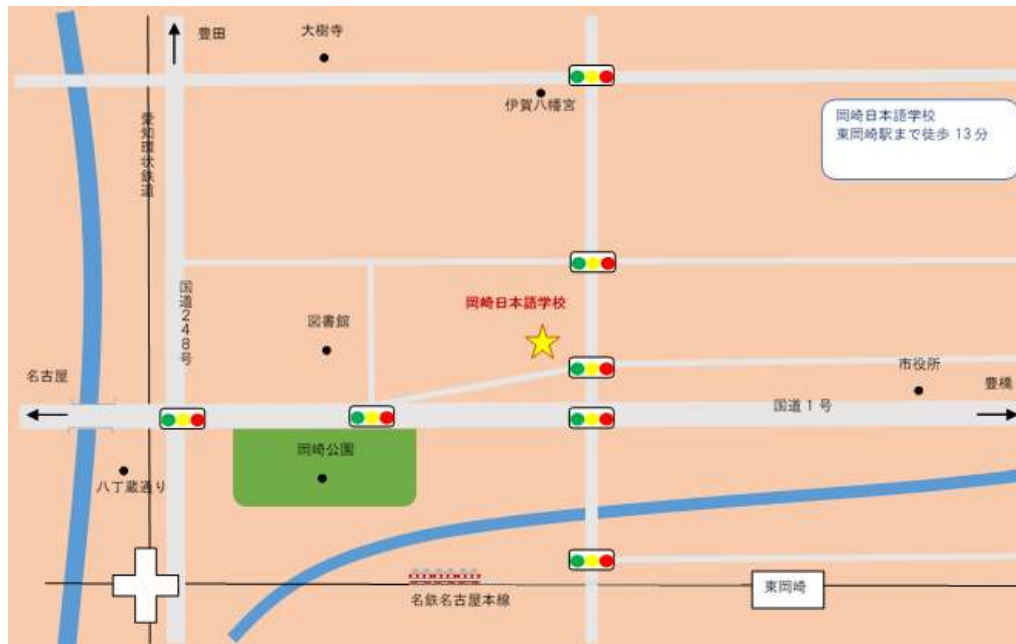 豊田
大樹寺
伊賀八幡宮
岡崎日本語学校
東岡崎駅まで徒歩 13 分
愛知環状鉄道
国道248号
岡崎日本語学校
図書館
名古屋
市役所
豊橋
国道1号
岡崎公園
八丁蔵通り
名鉄名古屋本線
東岡崎